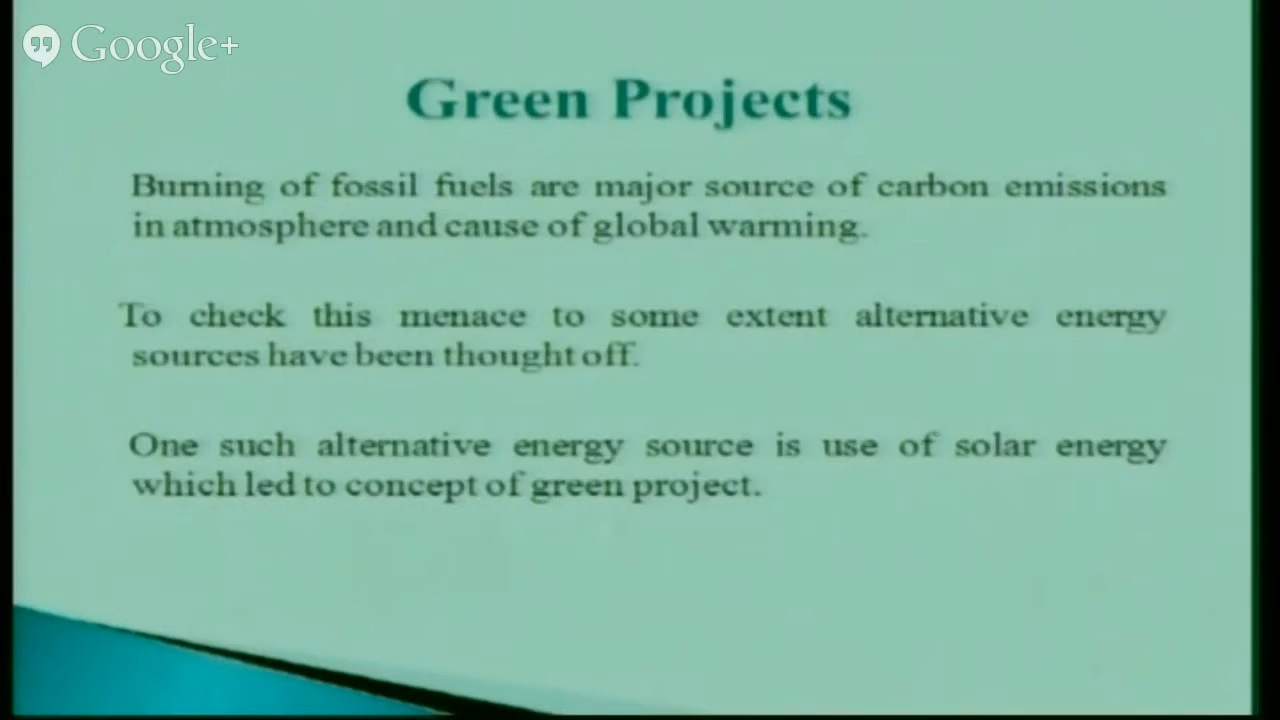 Google+
Green Projects
Burning of fossil fuels are major source of carbon emissions
in atmosphere and cause of global warming.
To check this menace to some extent alternative energy
sources have been thought off.
One such alternative energy source is use of solar energy
which led to concept of green project.